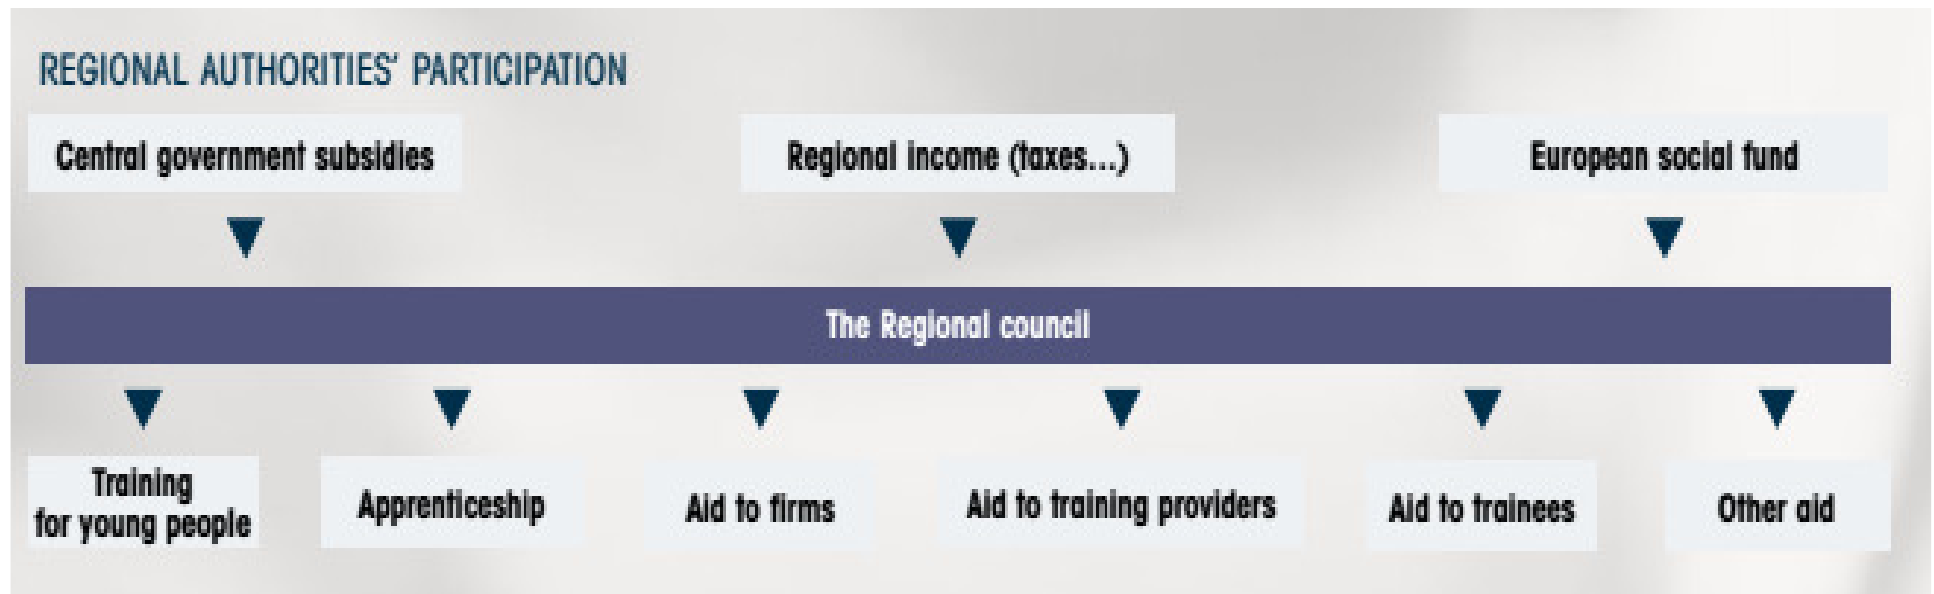 REGIONAL AUTHORITIES' PARTICIPATION
Central government subsidies
Regional income (taxes...)
European social fund
The Regional council
Training
for young people
Apprenticeship
Aid to firms
Aid to training providers
Aid to trainees
Other aid